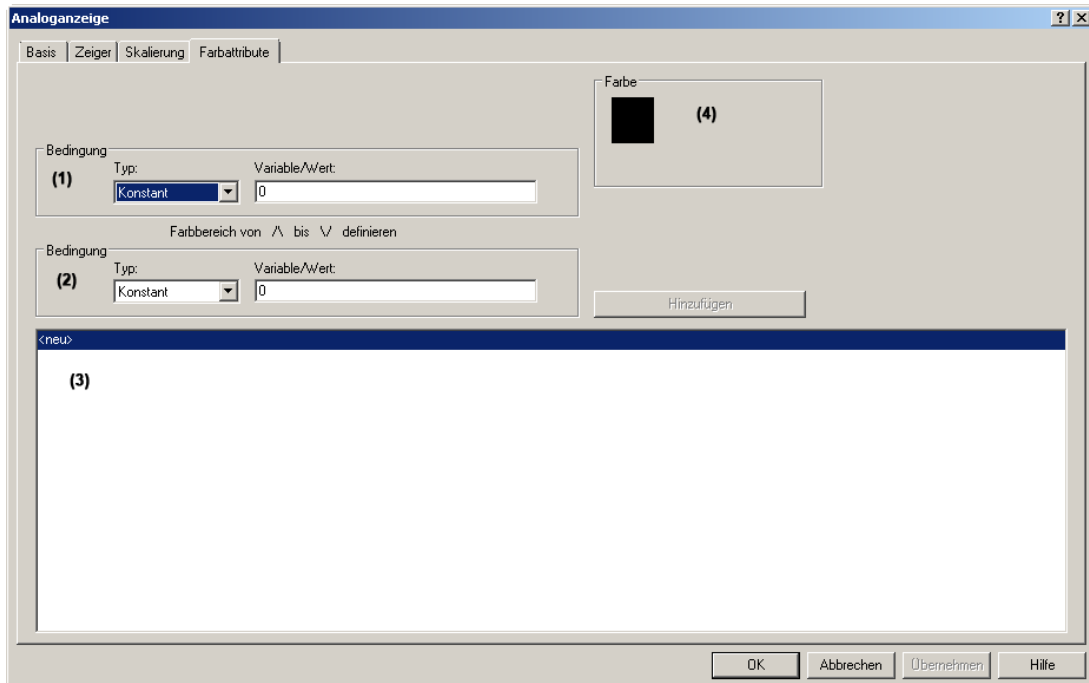 Analoganzeige
Basis Zeiger Skalierung Farbattribute
Farbe
(4)
Bedingung
(1)
Typ: Variable/Wert:
Konstant 0
Farbbereich von /\ bis \/ definieren
Bedingung
(2)
Typ: Variable/Wert:
Konstant 0
Hinzufügen
<neu>
(3)
OK Abbrechen Übernehmen Hilfe